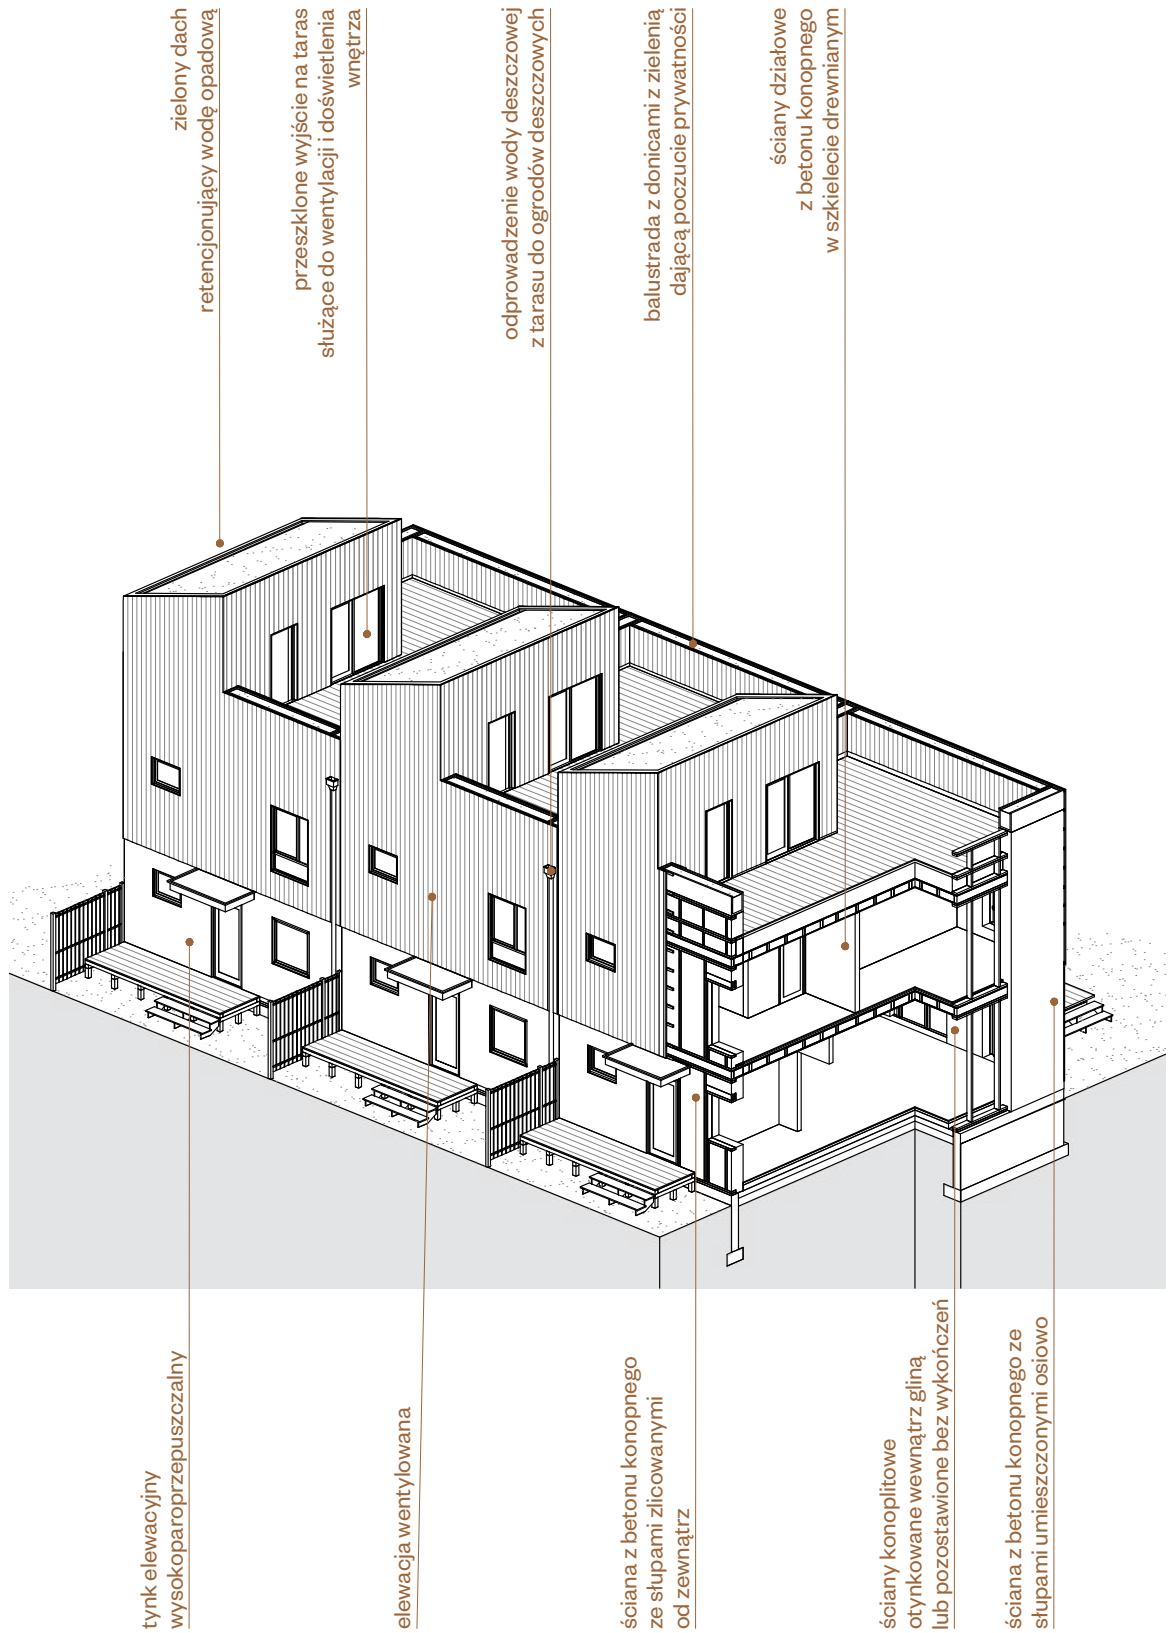 zielony dach
retencjonujący wodę opadową
przeszklone wyjście na taras
służące do wentylacji i doświetlenia
wnętrza
odprowadzenie wody deszczowej
z tarasu do ogrodów deszczowych
balustrada z donicami z zielenią
dającą poczucie prywatności
ściany działowe
z betonu konopnego
w szkielecie drewnianym
tynk elewacyjny
wysokoparoprzepuszczalny
elewacja wentylowana
ściana z betonu konopnego
ze słupami zlicowanymi
od zewnątrz
ściany konoplitowe
otynkowane wewnątrz gliną
lub pozostawione bez wykończeń
ściana z betonu konopnego ze
słupami umieszczonymi osiowo